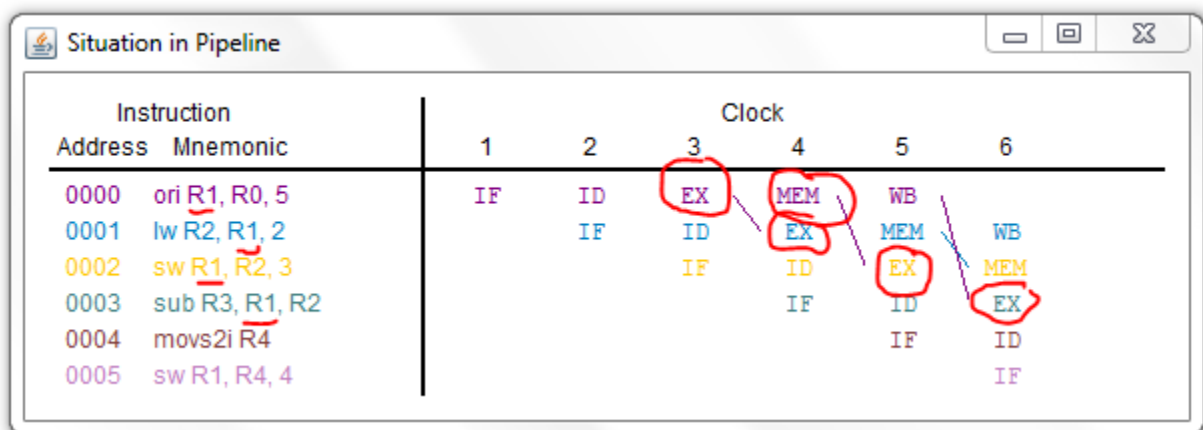 Situation in Pipeline
Instruction Clock
Address Mnemonic 1 2 3 4 5 6
0000 ori R1, R0, 5 IF ID EX MEM WB
0001 lw R2, R1, 2 IF ID EX MEM WB
0002 sw R1, R2, 3 IF ID EX MEM
0003 sub R3, R1, R2 IF ID EX
0004 movs2i R4 IF ID
0005 sw R1, R4, 4 IF